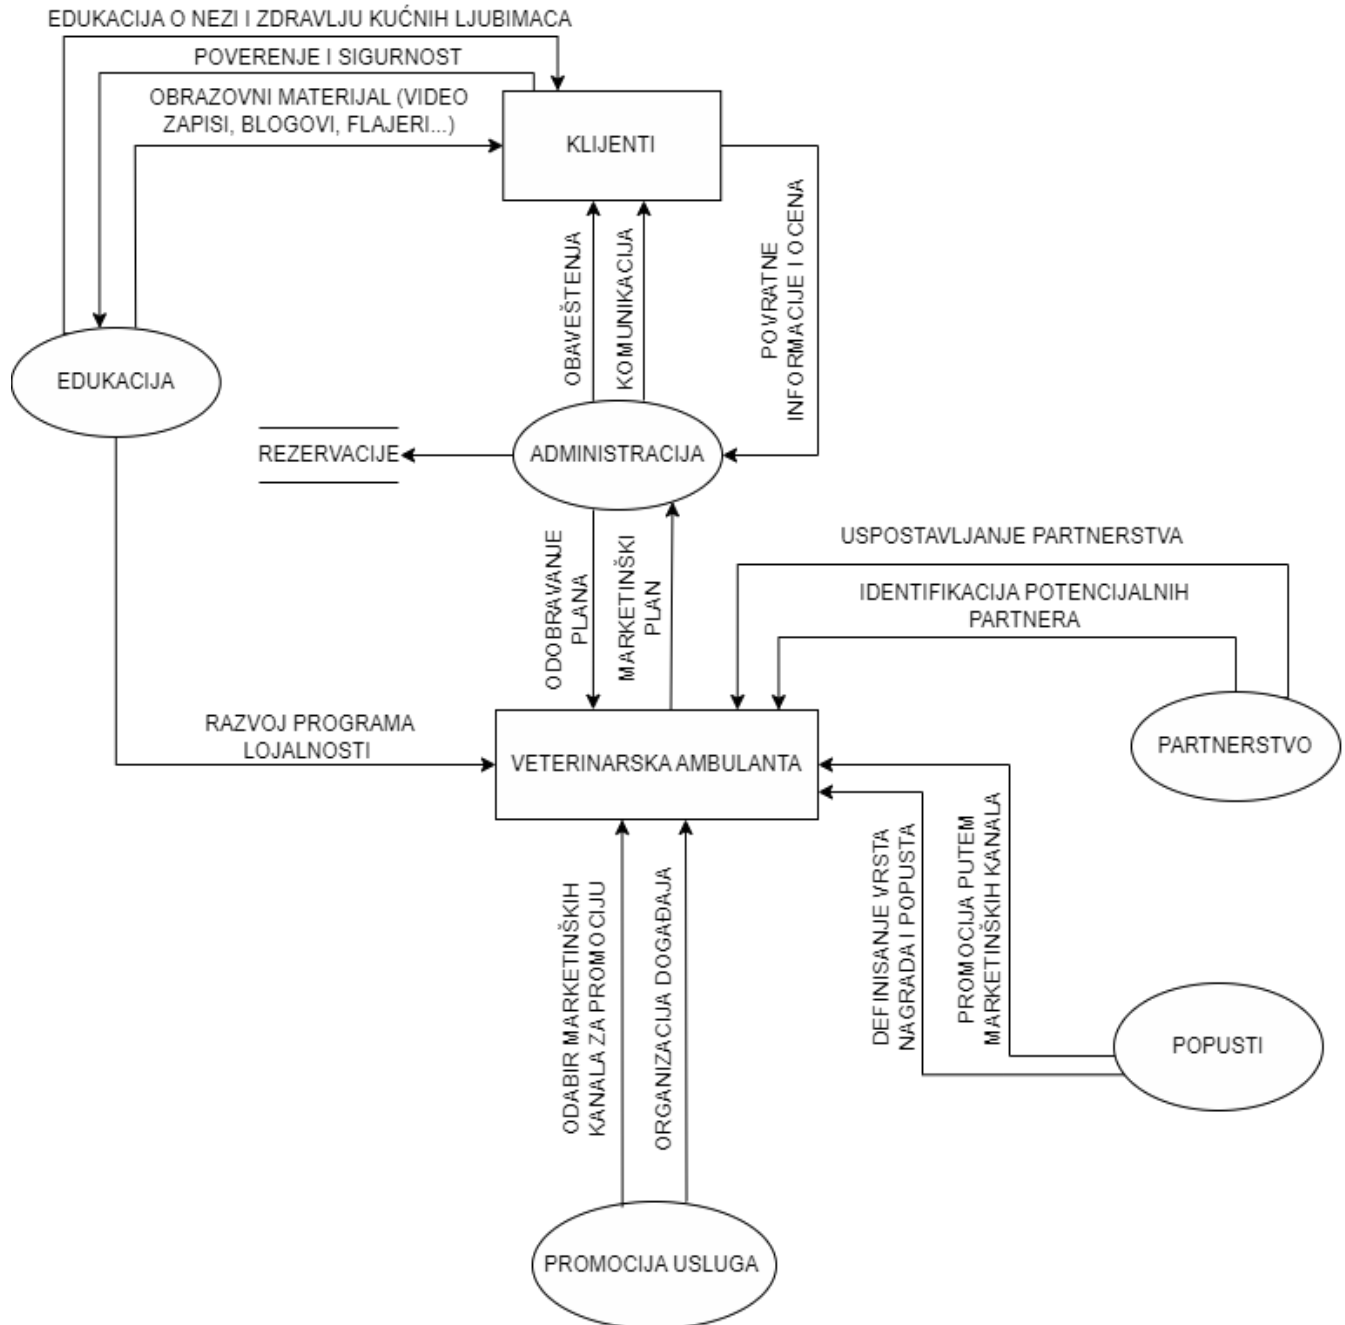 EDUKACIJA O NEZI I ZDRAVLJU KUĆNIH LJUBIMACA
POVERENJE I SIGURNOST
OBRAZOVNI MATERIJAL (VIDEO
ZAPISI, BLOGOVI, FLAJERI...)
KLIJENTI
OBAVEŠTENJA
KOMUNIKACIJA
POVRATNE
INFORMACIJE I OCENA
EDUKACIJA
REZERVACIJE
ADMINISTRACIJA
ODOBRAVANJE
PLANA
MARKETINŠKI
PLAN
USPOSTAVLJANJE PARTNERSTVA
IDENTIFIKACIJA POTENCIJALNIH
PARTNERA
RAZVOJ PROGRAMA
LOJALNOSTI
VETERINARSKA AMBULANTA
PARTNERSTVO
DEFINISANJE VRSTA
NAGRADA I POPUSTA
PROMOCIJA PUTEM
MARKETINŠKIH KANALA
ODABIR MARKETINŠKIH
KANALA ZA PROMOCIJU
ORGANIZACIJA DOGAĐAJA
POPUSTI
PROMOCIJA USLUGA